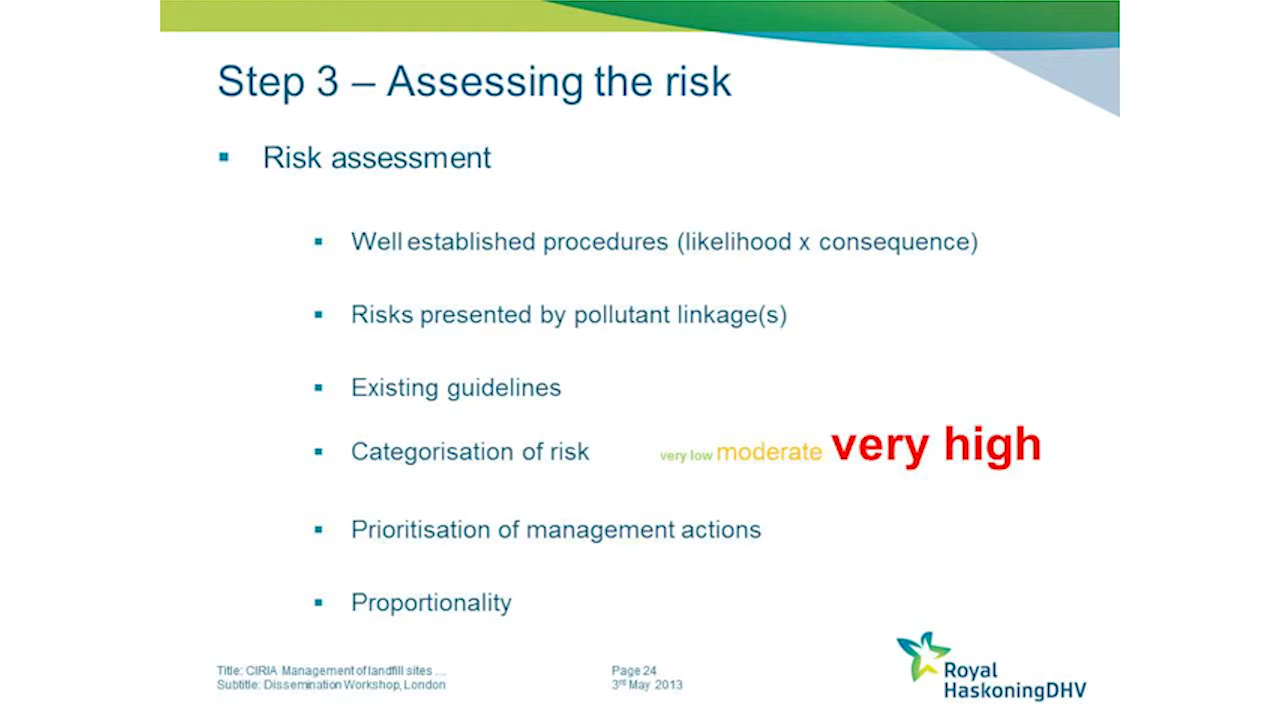 Step 3 – Assessing the risk
▪ Risk assessment
▪ Well established procedures (likelihood x consequence)
▪ Risks presented by pollutant linkage(s)
▪ Existing guidelines
▪ Categorisation of risk very low moderate very high
▪ Prioritisation of management actions
▪ Proportionality
Title: CIRIA Management of landfill sites ... Page 24
Subtitle: Dissemination Workshop, London 3rd May 2013
Royal
HaskoningDHV